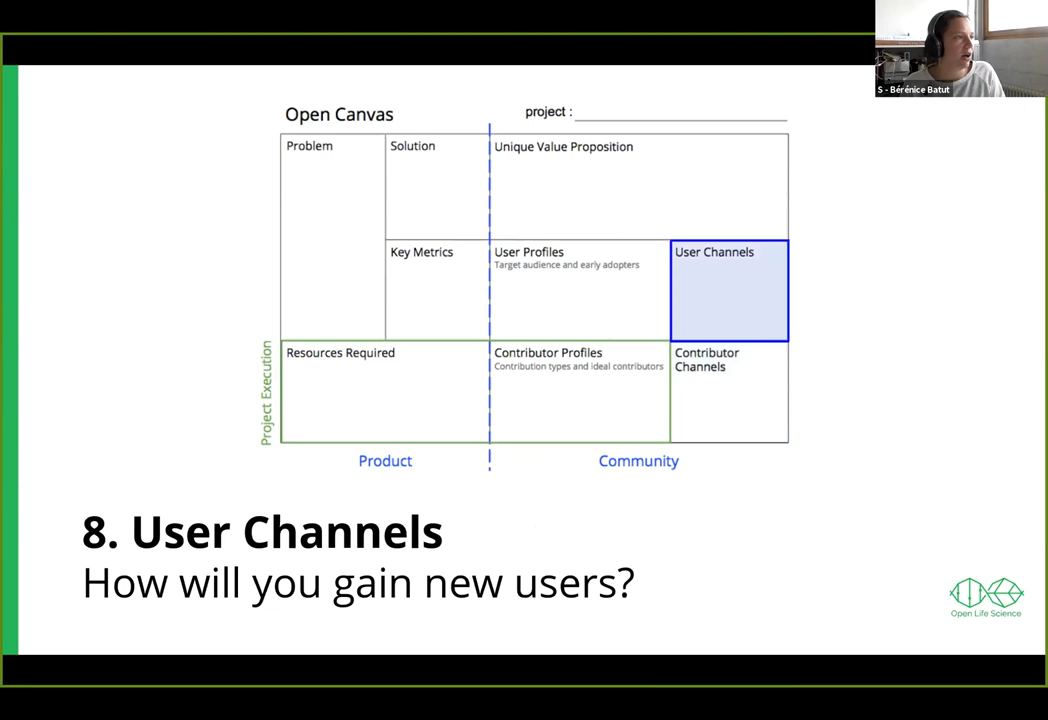 S - Bérénice Batut
Open Canvas
project :
Problem
Solution
Unique Value Proposition
Key Metrics
User Profiles
Target audience and early adopters
User Channels
Project Execution
Resources Required
Contributor Profiles
Contribution types and ideal contributors
Contributor
Channels
Product
Community
8. User Channels
How will you gain new users?
Open Life Science